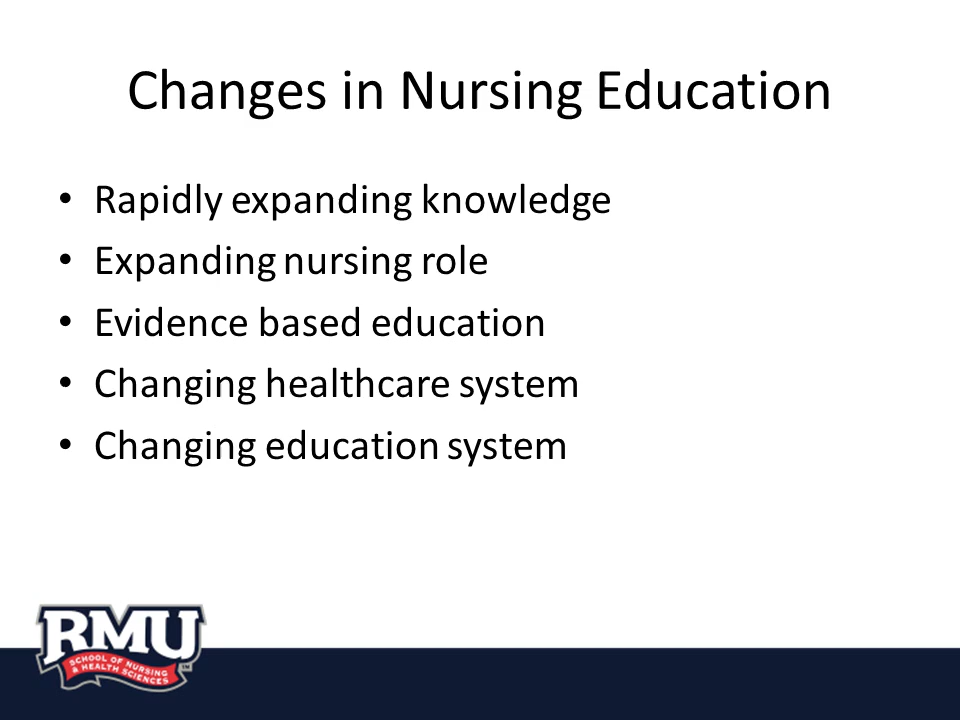 Changes in Nursing Education
• Rapidly expanding knowledge
• Expanding nursing role
• Evidence based education
• Changing healthcare system
• Changing education system
RMU
SCHOOL OF NURSING
& HEALTH SCIENCES